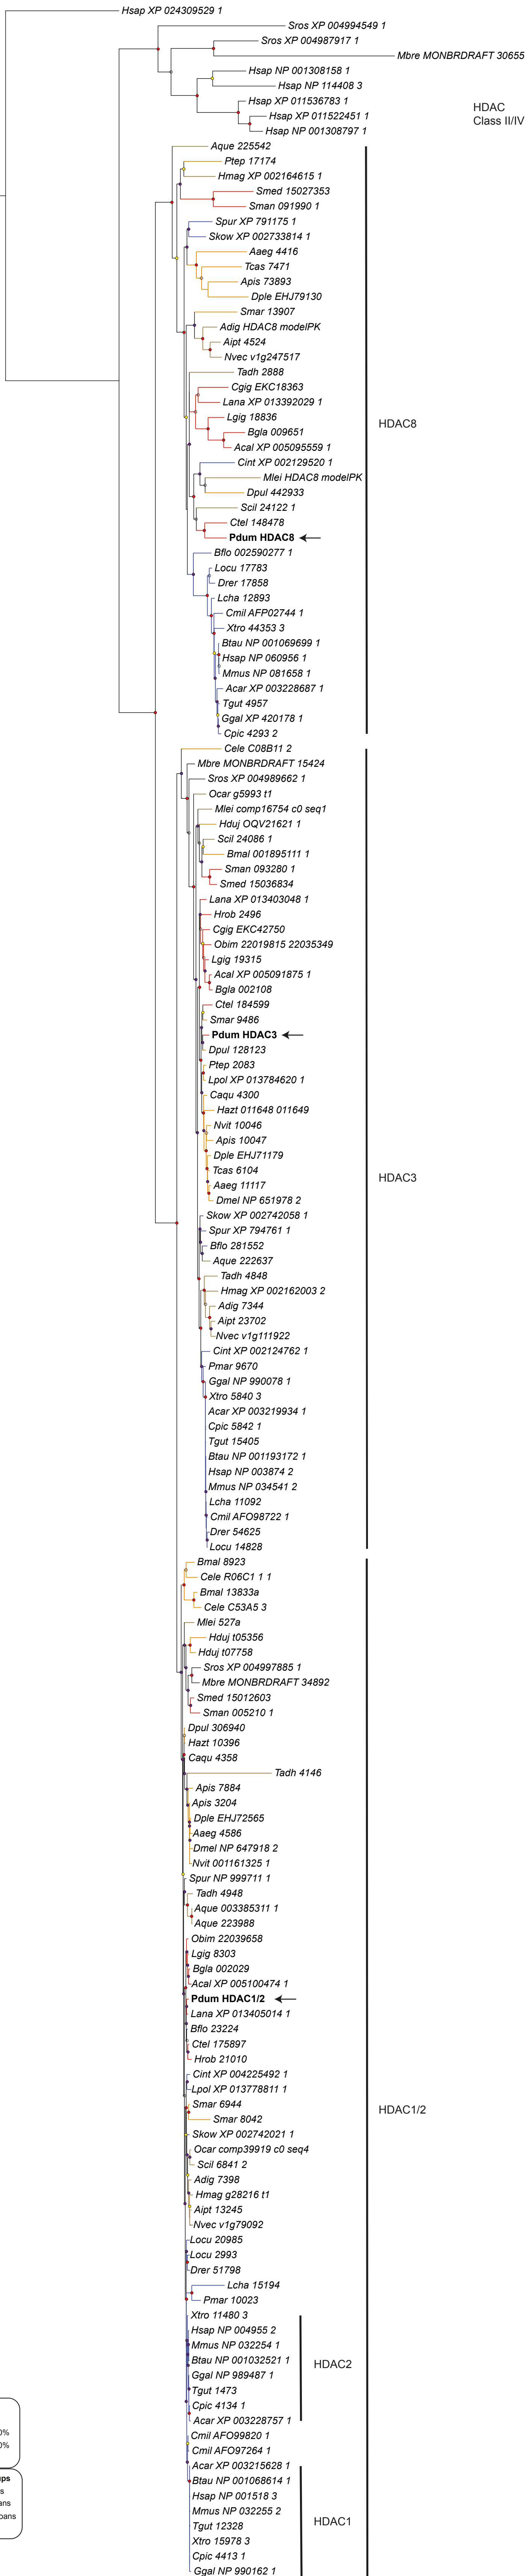 Hsap XP 024309529 1
Sros XP 004994549 1
Sros XP 004987917 1
Mbre MONBRDRAFT 30655
Hsap NP 001308158 1
Hsap NP 114408 3
Hsap XP 011536783 1
HDAC
Class II/IV
Hsap XP 011522451 1
Hsap NP 001308797 1
Aque 225542
Ptep 17174
Hmag XP 002164615 1
Smed 15027353
Sman 091990 1
Spur XP 791175 1
Skow XP 002733814 1
Aaeg 4416
Tcas 7471
Apis 73893
Dple EHJ79130
Smar 13907
Adig HDAC8 modelPK
Aipt 4524
Nvec v1g247517
Tadh 2888
Cgig EKC18363
Lana XP 013392029 1
Lgig 18836
HDAC8
Bgla 009651
Acal XP 005095559 1
Cint XP 002129520 1
Mlei HDAC8 modelPK
Dpul 442933
Scil 24122 1
Ctel 148478
Pdum HDAC8
Bflo 002590277 1
Locu 17783
Drer 17858
Lcha 12893
Cmil AFP02744 1
Xtro 44353 3
Btau NP 001069699 1
Hsap NP 060956 1
Mmus NP 081658 1
Acar XP 003228687 1
Tgut 4957
Ggal XP 420178 1
Cpic 4293 2
Cele C08B11 2
Mbre MONBRDRAFT 15424
Sros XP 004989662 1
Ocar g5993 t1
Mlei comp16754 c0 seq1
Hduj OQV21621 1
Scil 24086 1
Bmal 001895111 1
Sman 093280 1
Smed 15036834
Lana XP 013403048 1
Hrob 2496
Cgig EKC42750
Obim 22019815 22035349
Lgig 19315
Acal XP 005091875 1
Bgla 002108
Ctel 184599
Smar 9486
Pdum HDAC3
Dpul 128123
Ptep 2083
Lpol XP 013784620 1
Caqu 4300
Hazt 011648 011649
Nvit 10046
Apis 10047
Dple EHJ71179
Tcas 6104
HDAC3
Aaeg 11117
Dmel NP 651978 2
Skow XP 002742058 1
Spur XP 794761 1
Bflo 281552
Aque 222637
Tadh 4848
Hmag XP 002162003 2
Adig 7344
Aipt 23702
Nvec v1g111922
Cint XP 002124762 1
Pmar 9670
Ggal NP 990078 1
Xtro 5840 3
Acar XP 003219934 1
Cpic 5842 1
Tgut 15405
Btau NP 001193172 1
Hsap NP 003874 2
Mmus NP 034541 2
Lcha 11092
Cmil AFO98722 1
Drer 54625
Locu 14828
Bmal 8923
Cele R06C1 1 1
Bmal 13833a
Cele C53A5 3
Mlei 527a
Hduj t05356
Hduj t07758
Sros XP 004997885 1
Mbre MONBRDRAFT 34892
Smed 15012603
Sman 005210 1
Dpul 306940
Hazt 10396
Caqu 4358
Tadh 4146
Apis 7884
Apis 3204
Dple EHJ72565
Aaeg 4586
Dmel NP 647918 2
Nvit 001161325 1
Spur NP 999711 1
Tadh 4948
Aque 003385311 1
Aque 223988
Obim 22039658
Lgig 8303
Bgla 002029
Acal XP 005100474 1
Pdum HDAC1/2
Lana XP 013405014 1
Bflo 23224
Ctel 175897
Hrob 21010
Cint XP 004225492 1
Lpol XP 013778811 1
Smar 6944
HDAC1/2
Smar 8042
Skow XP 002742021 1
Ocar comp39919 c0 seq4
Scil 6841 2
Adig 7398
Hmag g28216 t1
Aipt 13245
Nvec v1g79092
Locu 20985
Locu 2993
Drer 51798
Lcha 15194
Pmar 10023
Xtro 11480 3
Hsap NP 004955 2
Mmus NP 032254 1
Btau NP 001032521 1
HDAC2
Ggal NP 989487 1
Tgut 1473
Cpic 4134 1
Acar XP 003228757 1
0%
Cmil AFO99820 1
0%
Cmil AFO97264 1
Acar XP 003215628 1
ups
Btau NP 001068614 1
s
Hsap NP 001518 3
ans
Mmus NP 032255 2
oans
HDAC1
Tgut 12328
Xtro 15978 3
Cpic 4413 1
Ggal NP 990162 1